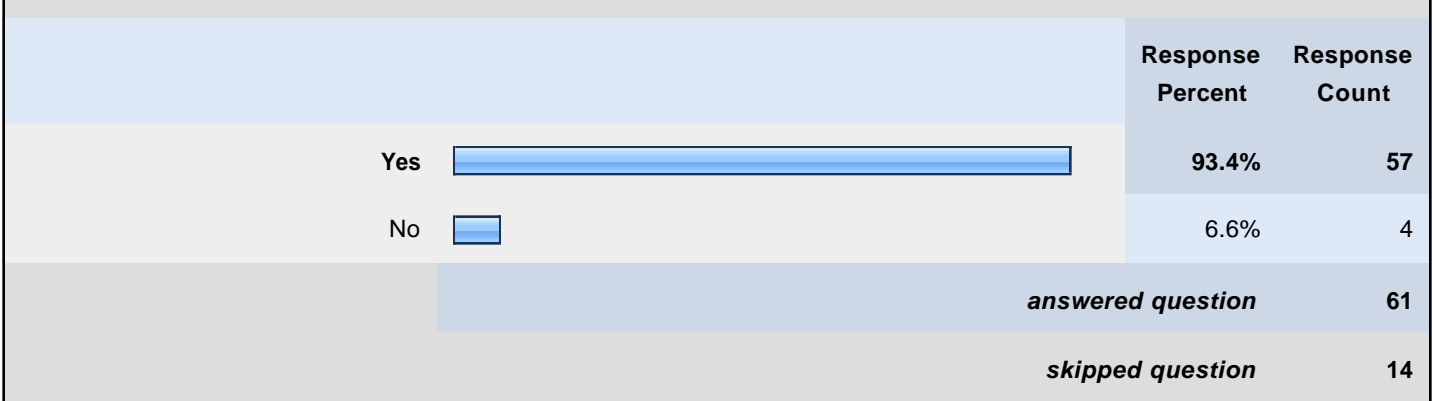 Response Response
Percent Count
Yes 93.4% 57
No 6.6% 4
answered question 61
skipped question 14